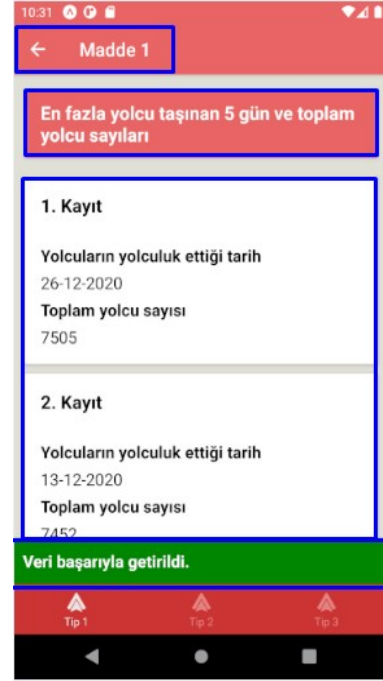 10:31
Madde 1
En fazla yolcu taşınan 5 gün ve toplam
yolcu sayıları
1. Kayıt
Yolcuların yolculuk ettiği tarih
26-12-2020
Toplam yolcu sayısı
7505
2. Kayıt
Yolcuların yolculuk ettiği tarih
13-12-2020
Toplam yolcu sayısı
7452
Veri başarıyla getirildi.
Tip 1 Tip 2 Tip 3